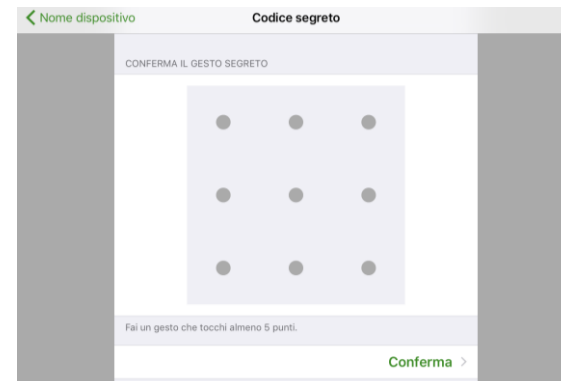 Nome dispositivo
Codice segreto
CONFERMA IL GESTO SEGRETO
Fai un gesto che tocchi almeno 5 punti.
Conferma